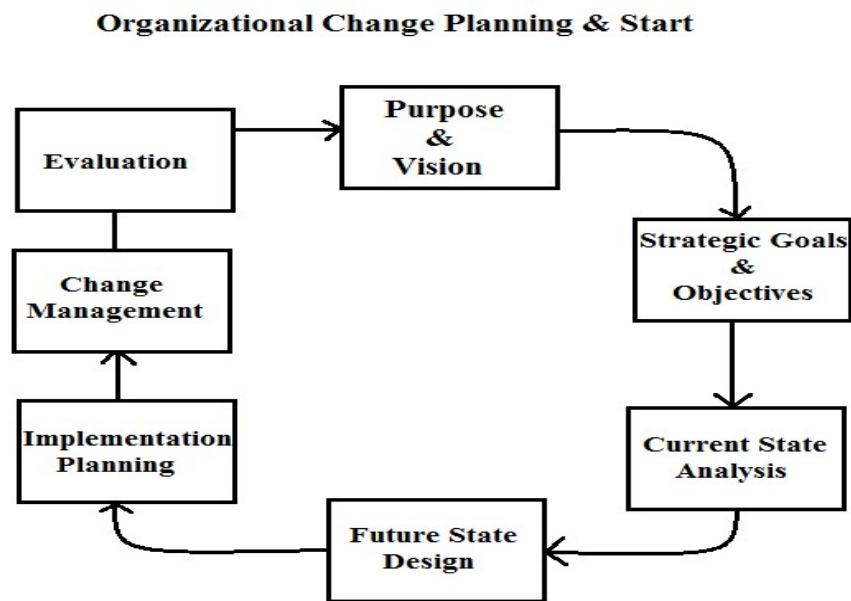 Organizational Change Planning & Start
Purpose
&
Vision
Strategic Goals
&
Objectives
Current State
Analysis
Future State
Design
Implementation
Planning
Change
Management
Evaluation